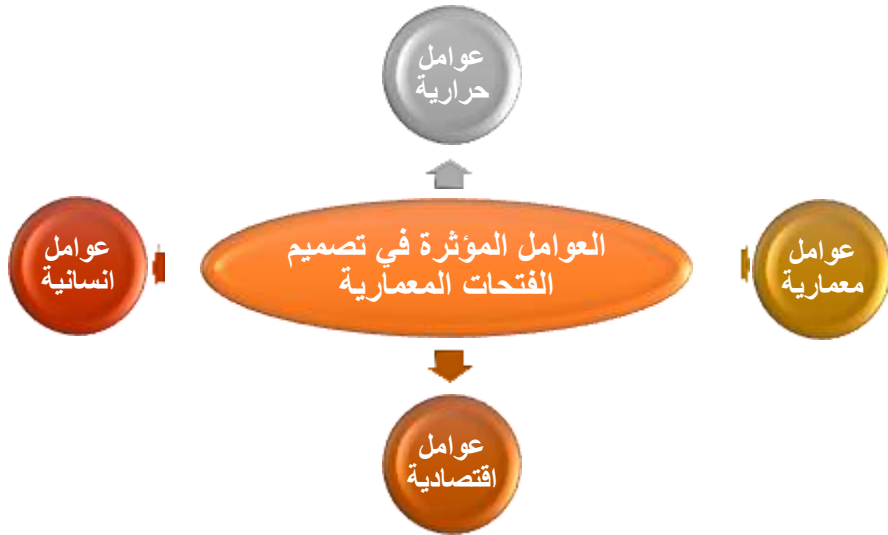 عوامل
حرارية
العوامل المؤثرة في تصميم
الفتحات المعمارية
عوامل
معمارية
عوامل
انسانية
عوامل
اقتصادية